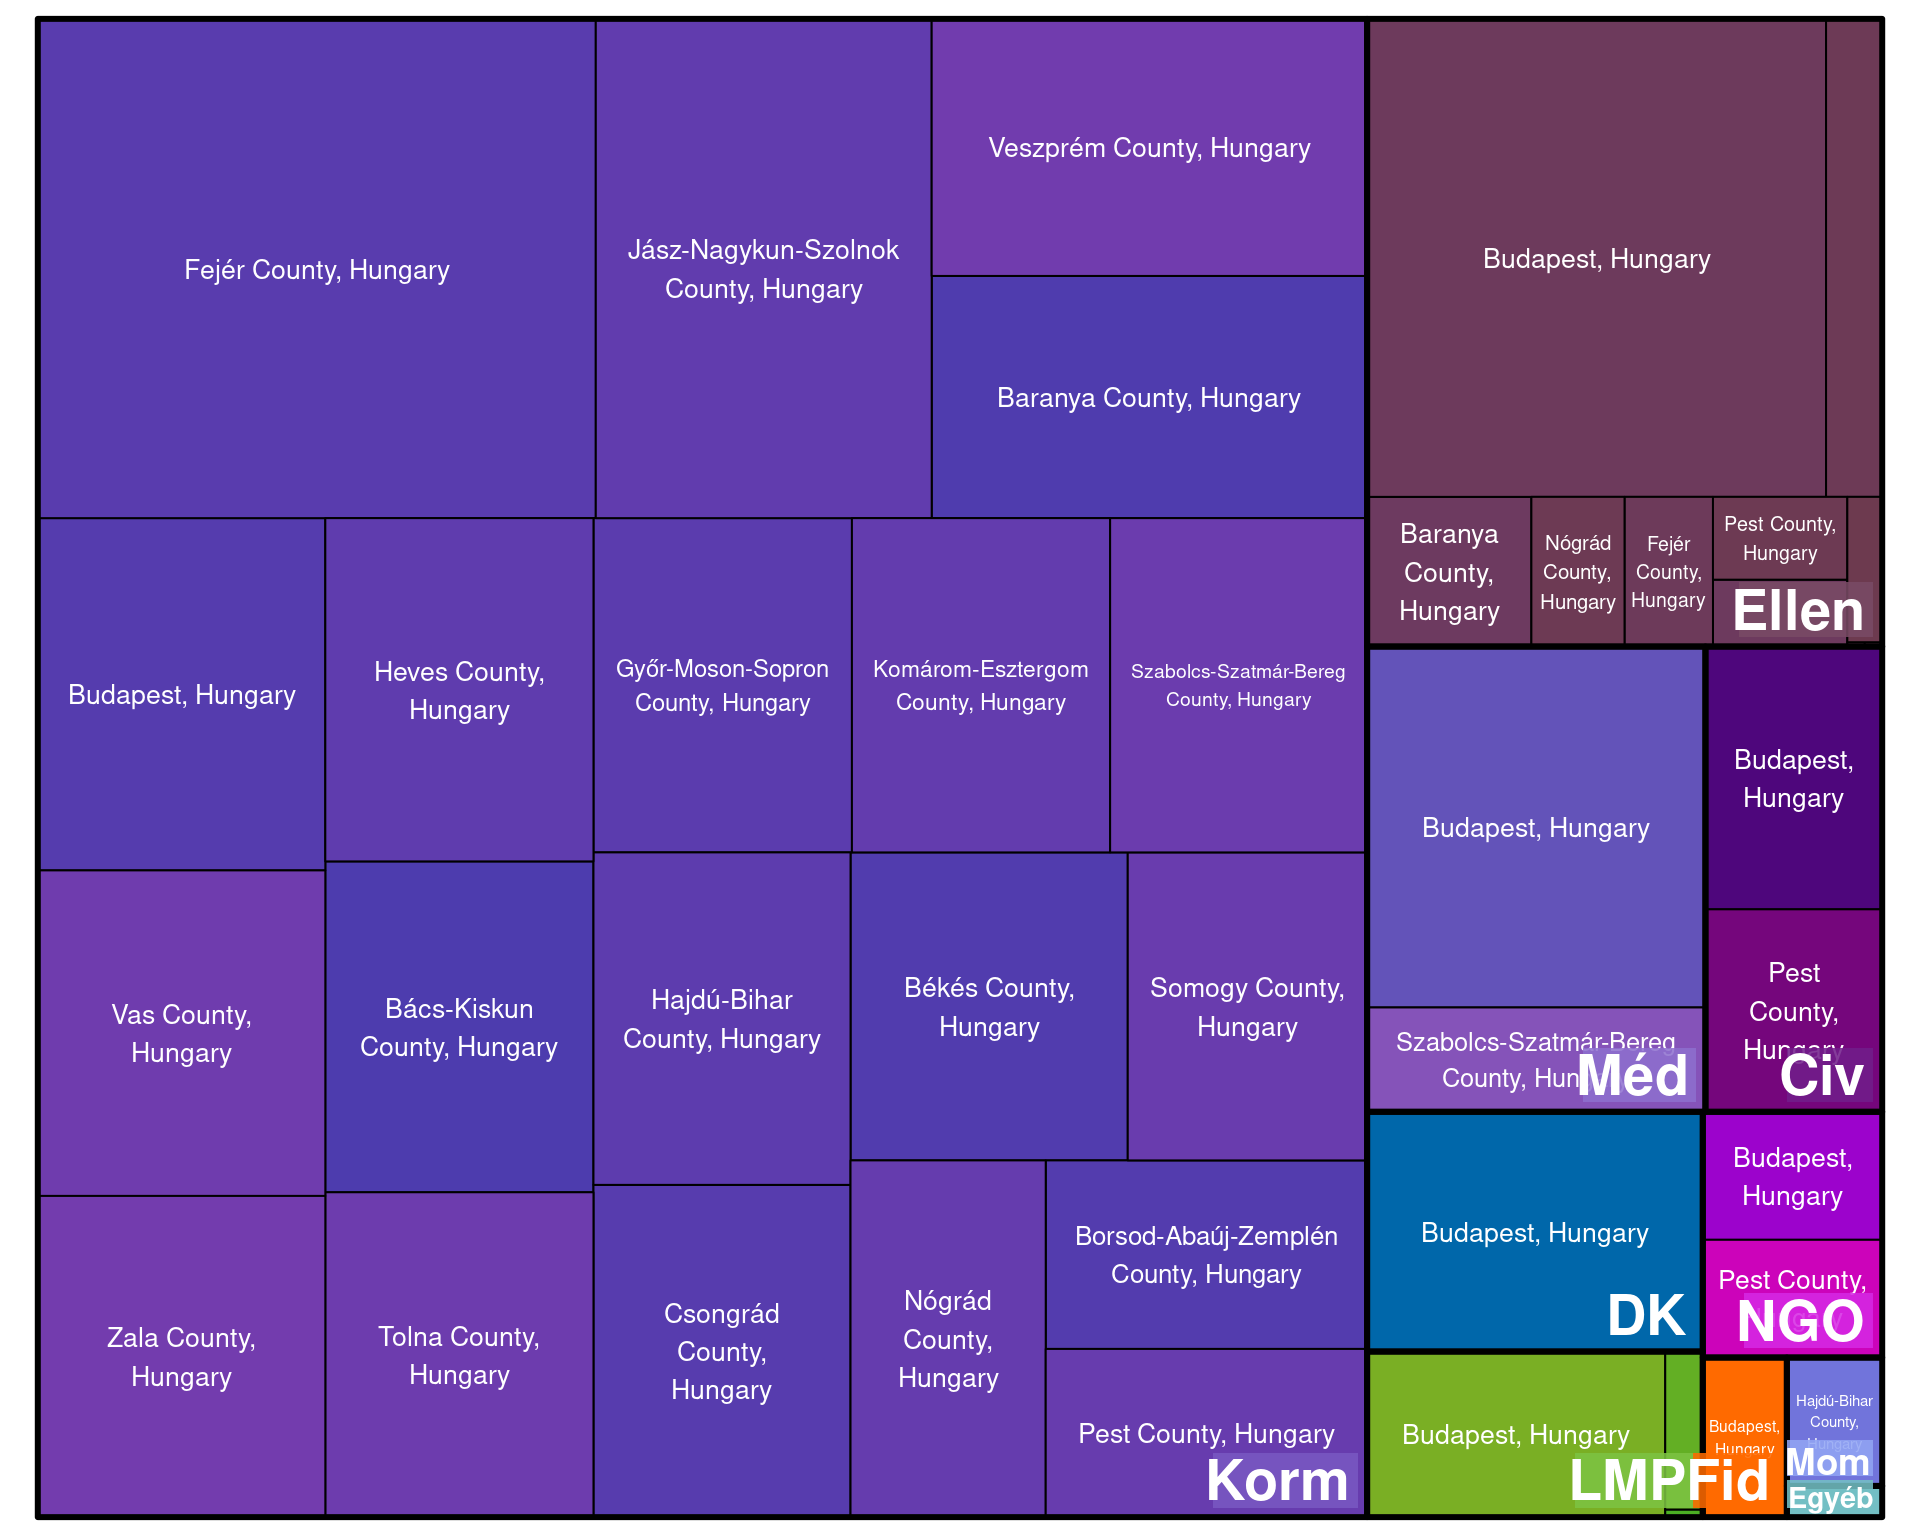 Fejér County, Hungary
Jász-Nagykun-Szolnok
County, Hungary
Veszprém County, Hungary
Baranya County, Hungary
Budapest, Hungary
Heves County,
Hungary
Győr-Moson-Sopron
County, Hungary
Komárom-Esztergom
County, Hungary
Szabolcs-Szatmár-Bereg
County, Hungary
Vas County,
Hungary
Bács-Kiskun
County, Hungary
Hajdú-Bihar
County, Hungary
Békés County,
Hungary
Somogy County,
Hungary
Zala County,
Hungary
Tolna County,
Hungary
Csongrád
County,
Hungary
Nógrád
County,
Hungary
Borsod-Abaúj-Zemplén
County, Hungary
Pest County, Hungary
Korm
Budapest, Hungary
Baranya
County,
Hungary
Nógrád
County,
Hungary
Fejér
County,
Hungary
Pest County,
Hungary
Ellen
Budapest, Hungary
Szabolcs-Szatmár-Bereg
County,
Méd
Budapest,
Hungary
Pest
County,
Hungary
Civ
Budapest, Hungary
DK
Budapest,
Hungary
Pest County,
NGO
Budapest, Hungary
LMP
Budapest,
Hungary
Fid
Hajdú-Bihar
County,
Hungary
Mom
Egyéb